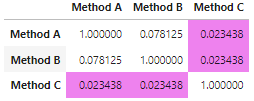 Method A Method B Method C
Method A 1.000000 0.078125 0.023438
Method B 0.078125 1.000000 0.023438
Method C 0.023438 0.023438 1.000000